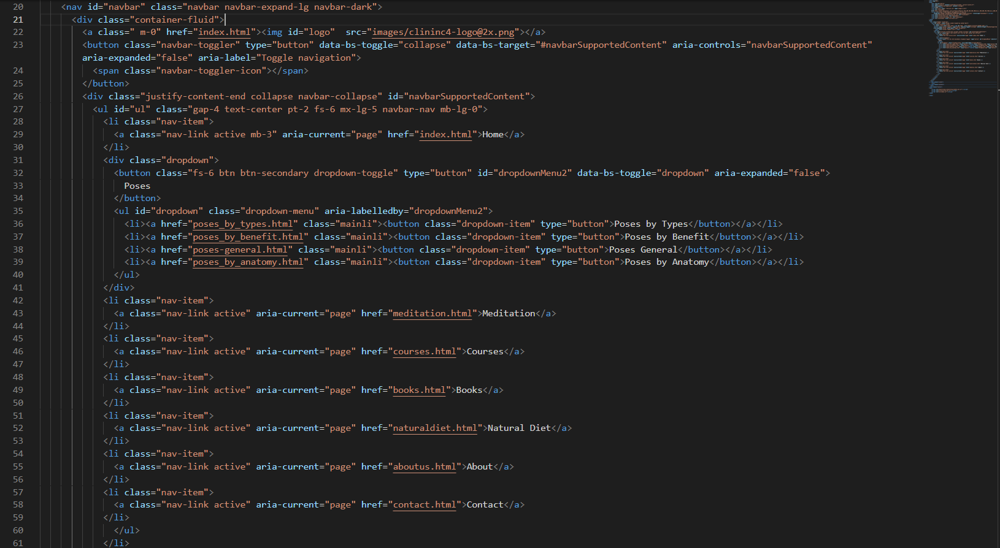 20 <nav id="navbar" class="navbar navbar-expand-lg navbar-dark">
21 <div class="container-fluid">
22 <a class=" m-0" href="index.html"><img id="logo"  src="images/clininc4-logo@2x.png"></a>
23 <button class="navbar-toggler" type="button" data-bs-toggle="collapse" data-bs-target="#navbarSupportedContent" aria-controls="navbarSupportedContent"
aria-expanded="false" aria-label="Toggle navigation">
24 <span class="navbar-toggler-icon"></span>
25 </button>
26 <div class="justify-content-end collapse navbar-collapse" id="navbarSupportedContent">
27 <ul id="ul" class="gap-4 text-center pt-2 fs-6 mx-lg-5 navbar-nav mb-lg-0">
28 <li class="nav-item">
29 <a class="nav-link active mb-3" aria-current="page" href="index.html">Home</a>
30 </li>
31 <div class="dropdown">
32 <button class="fs-6 btn btn-secondary dropdown-toggle" type="button" id="dropdownMenu2" data-bs-toggle="dropdown" aria-expanded="false">
33 Poses
34 </button>
35 <ul id="dropdown" class="dropdown-menu" aria-labelledby="dropdownMenu2">
36 <li><a href="poses_by_types.html" class="mainli"><button class="dropdown-item" type="button">Poses by Types</button></a></li>
37 <li><a href="poses_by_benefit.html" class="mainli"><button class="dropdown-item" type="button">Poses by Benefit</button></a></li>
38 <li><a href="poses-general.html" class="mainli"><button class="dropdown-item" type="button">Poses General</button></a></li>
39 <li><a href="poses_by_anatomy.html" class="mainli"><button class="dropdown-item" type="button">Poses by Anatomy</button></a></li>
40 </ul>
41 </div>
42 <li class="nav-item">
43 <a class="nav-link active" aria-current="page" href="meditation.html">Meditation</a>
44 </li>
45 <li class="nav-item">
46 <a class="nav-link active" aria-current="page" href="courses.html">Courses</a>
47 </li>
48 <li class="nav-item">
49 <a class="nav-link active" aria-current="page" href="books.html">Books</a>
50 </li>
51 <li class="nav-item">
52 <a class="nav-link active" aria-current="page" href="naturaldiet.html">Natural Diet</a>
53 </li>
54 <li class="nav-item">
55 <a class="nav-link active" aria-current="page" href="aboutus.html">About</a>
56 </li>
57 <li class="nav-item">
58 <a class="nav-link active" aria-current="page" href="contact.html">Contact</a>
59 </li>
60 </ul>
61 </li>